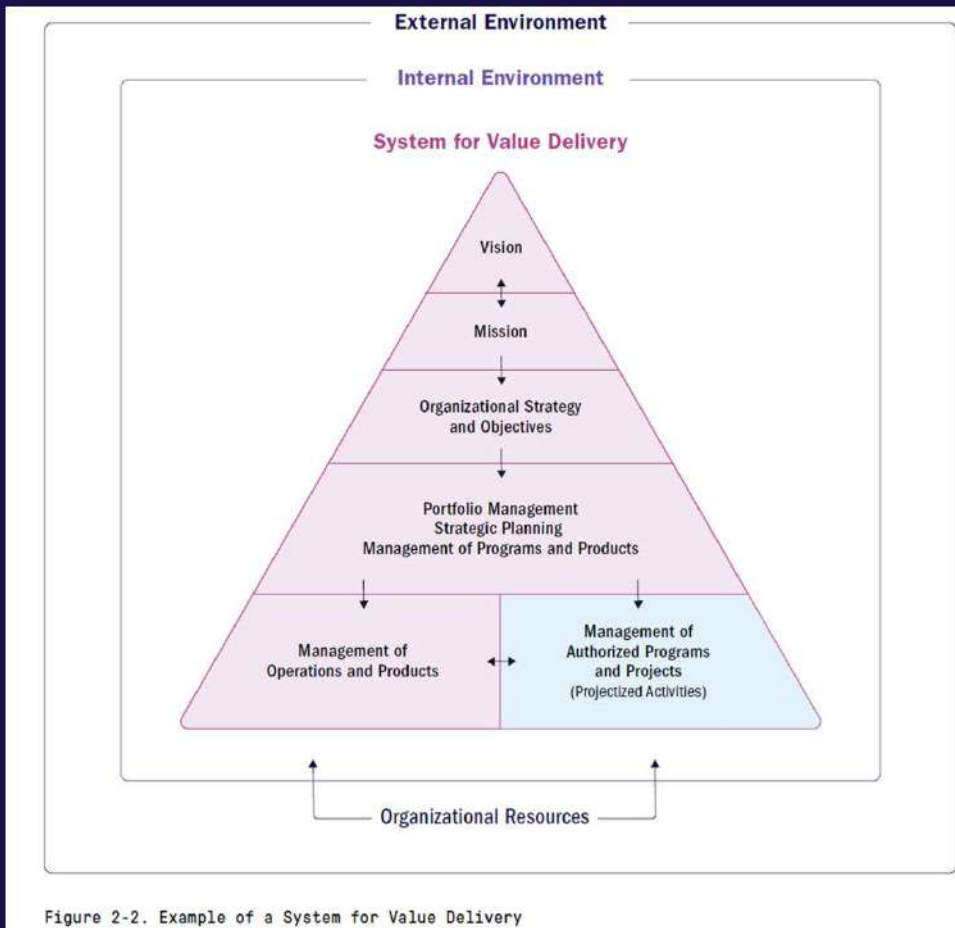 External Environment
Internal Environment
System for Value Delivery
Vision
Mission
Organizational Strategy
and Objectives
Portfolio Management
Strategic Planning
Management of Programs and Products
Management of
Operations and Products
Management of
Authorized Programs
and Projects
(Projectized Activities)
Organizational Resources
Figure 2-2. Example of a System for Value Delivery